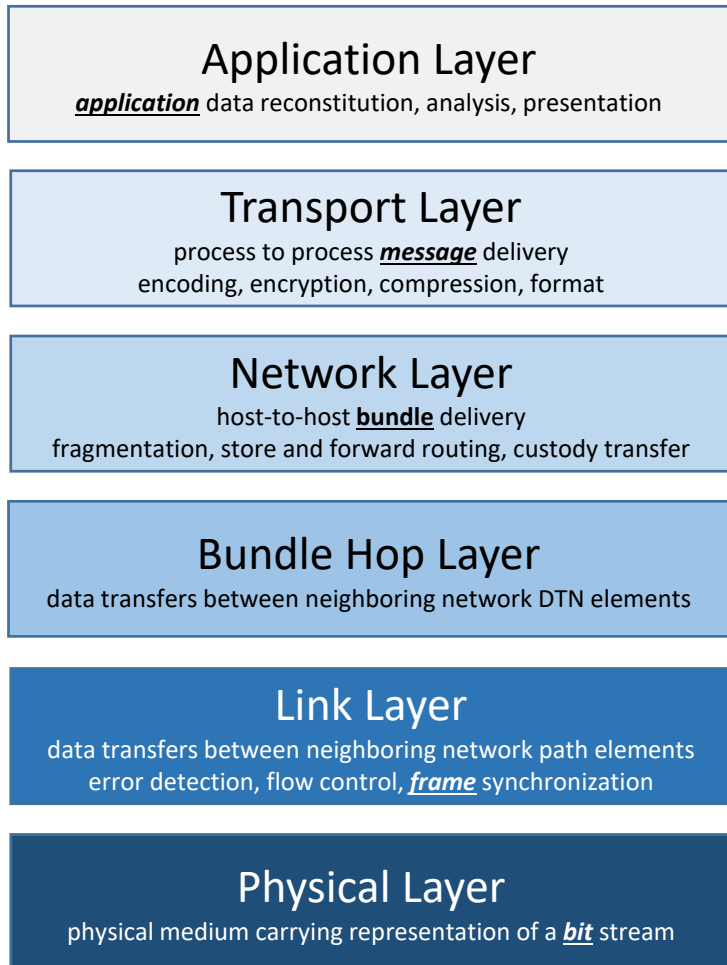 Application Layer
application data reconstitution, analysis, presentation
Transport Layer
process to process message delivery
encoding, encryption, compression, format
Network Layer
host-to-host bundle delivery
fragmentation, store and forward routing, custody transfer
Bundle Hop Layer
data transfers between neighboring network DTN elements
Link Layer
data transfers between neighboring network path elements
error detection, flow control, frame synchronization
Physical Layer
physical medium carrying representation of a bit stream